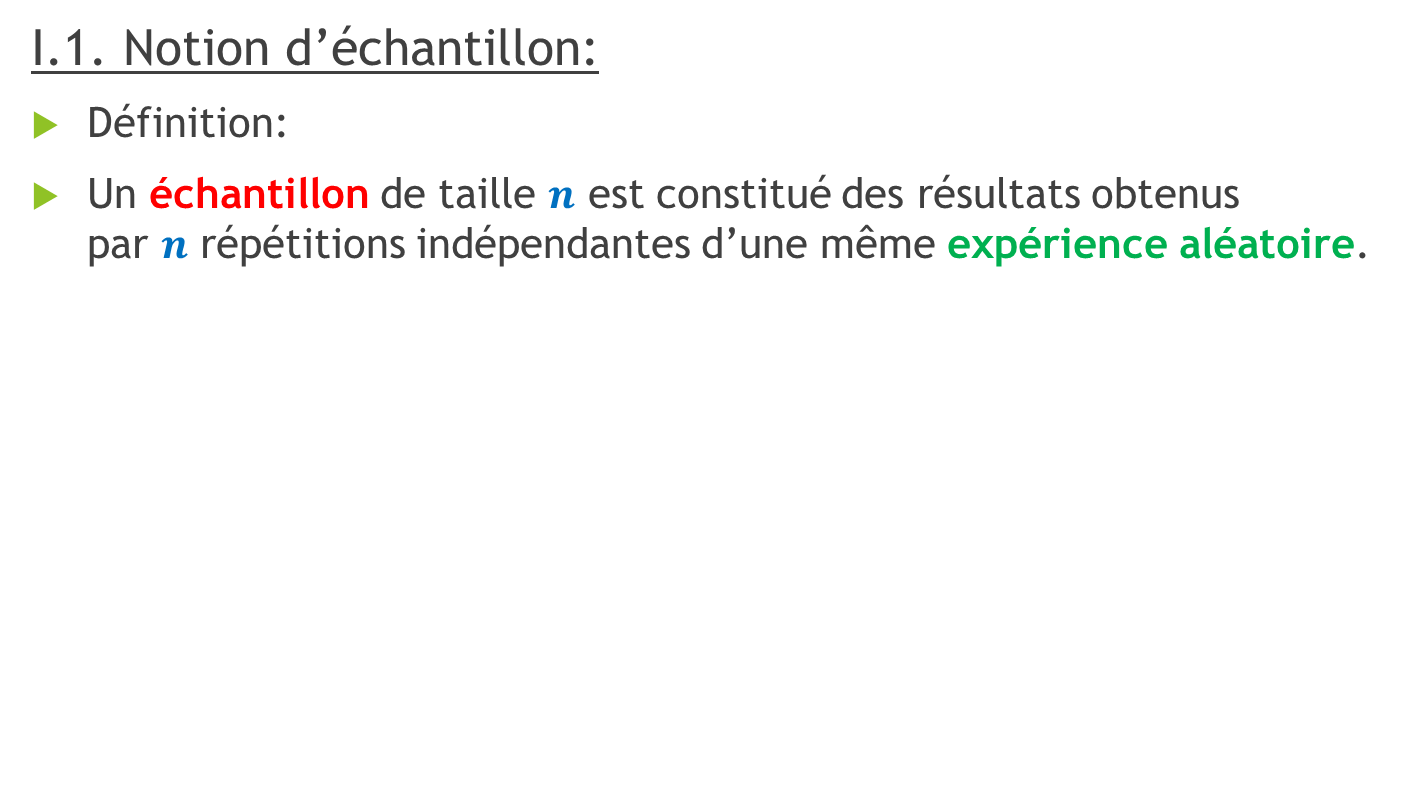 I.1. Notion d’échantillon:
Définition:
Un échantillon de taille n est constitué des résultats obtenus
par n répétitions indépendantes d’une même expérience aléatoire.